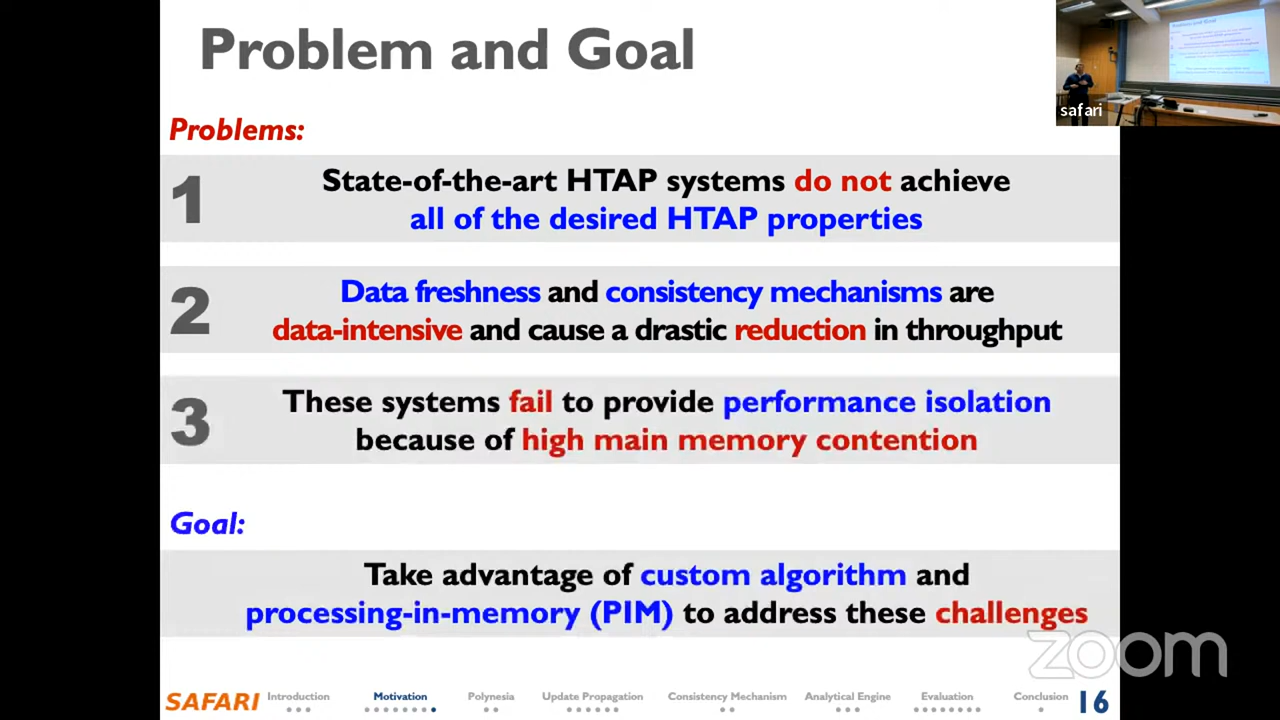 Problem and Goal
safari
Problems:
1
State-of-the-art HTAP systems do not achieve
all of the desired HTAP properties
2
Data freshness and consistency mechanisms are
data-intensive and cause a drastic reduction in throughput
3
These systems fail to provide performance isolation
because of high main memory contention
Goal:
Take advantage of custom algorithm and
processing-in-memory (PIM) to address these challenges
zoom
SAFARI Introduction Motivation Polynesia Update Propagation Consistency Mechanism Analytical Engine Evaluation Conclusion 16